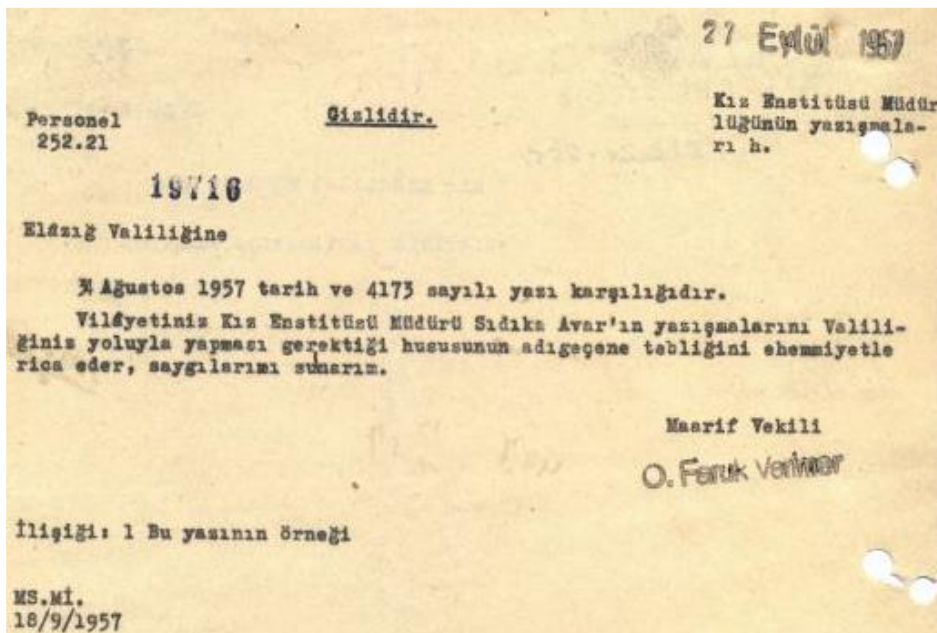 27 Eylül 1957
Personel
252.21
Gizlidir.
Kız Enstitüsü Müdür
lüğünün yazışmala-
rı h.
19716
Elâzığ Valiliğine
31 Ağustos 1957 tarih ve 4173 sayılı yazı karşılığıdır.
Vilâyetiniz Kız Enstitüsü Müdürü Sıdıka Avar'ın yazışmalarını Valili-
ğiniz yoluyla yapması gerektiği hususunun adıgeçene tebliğini ehemmiyetle
rica eder, saygılarımı sunarım.
Maarif Vekili
O. Faruk Verimer
İlişiği: 1 Bu yazının örneği
MS.Mİ.
18/9/1957